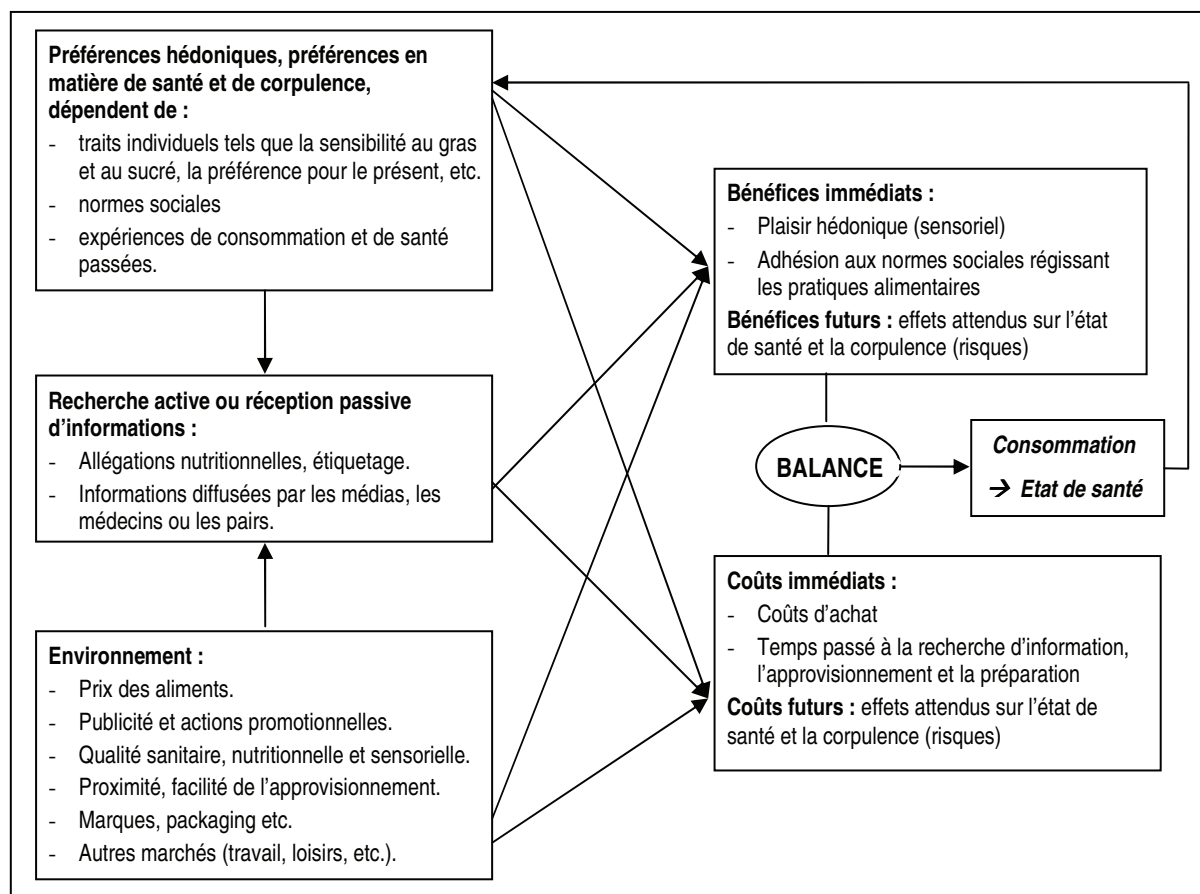 Préférences hédoniques, préférences en
matière de santé et de corpulence,
dépendent de :
- traits individuels tels que la sensibilité au gras
et au sucré, la préférence pour le présent, etc.
- normes sociales
- expériences de consommation et de santé
passées.
Recherche active ou réception passive
d'informations :
- Allégations nutritionnelles, étiquetage.
- Informations diffusées par les médias, les
médecins ou les pairs.
Environnement :
- Prix des aliments.
- Publicité et actions promotionnelles.
- Qualité sanitaire, nutritionnelle et sensorielle.
- Proximité, facilité de l'approvisionnement.
- Marques, packaging etc.
- Autres marchés (travail, loisirs, etc.).
Bénéfices immédiats :
- Plaisir hédonique (sensoriel)
- Adhésion aux normes sociales régissant
les pratiques alimentaires
Bénéfices futurs : effets attendus sur l'état
de santé et la corpulence (risques)
BALANCE
Consommation
→ Etat de santé
Coûts immédiats :
- Coûts d'achat
- Temps passé à la recherche d'information,
l'approvisionnement et la préparation
Coûts futurs : effets attendus sur l'état de
santé et la corpulence (risques)